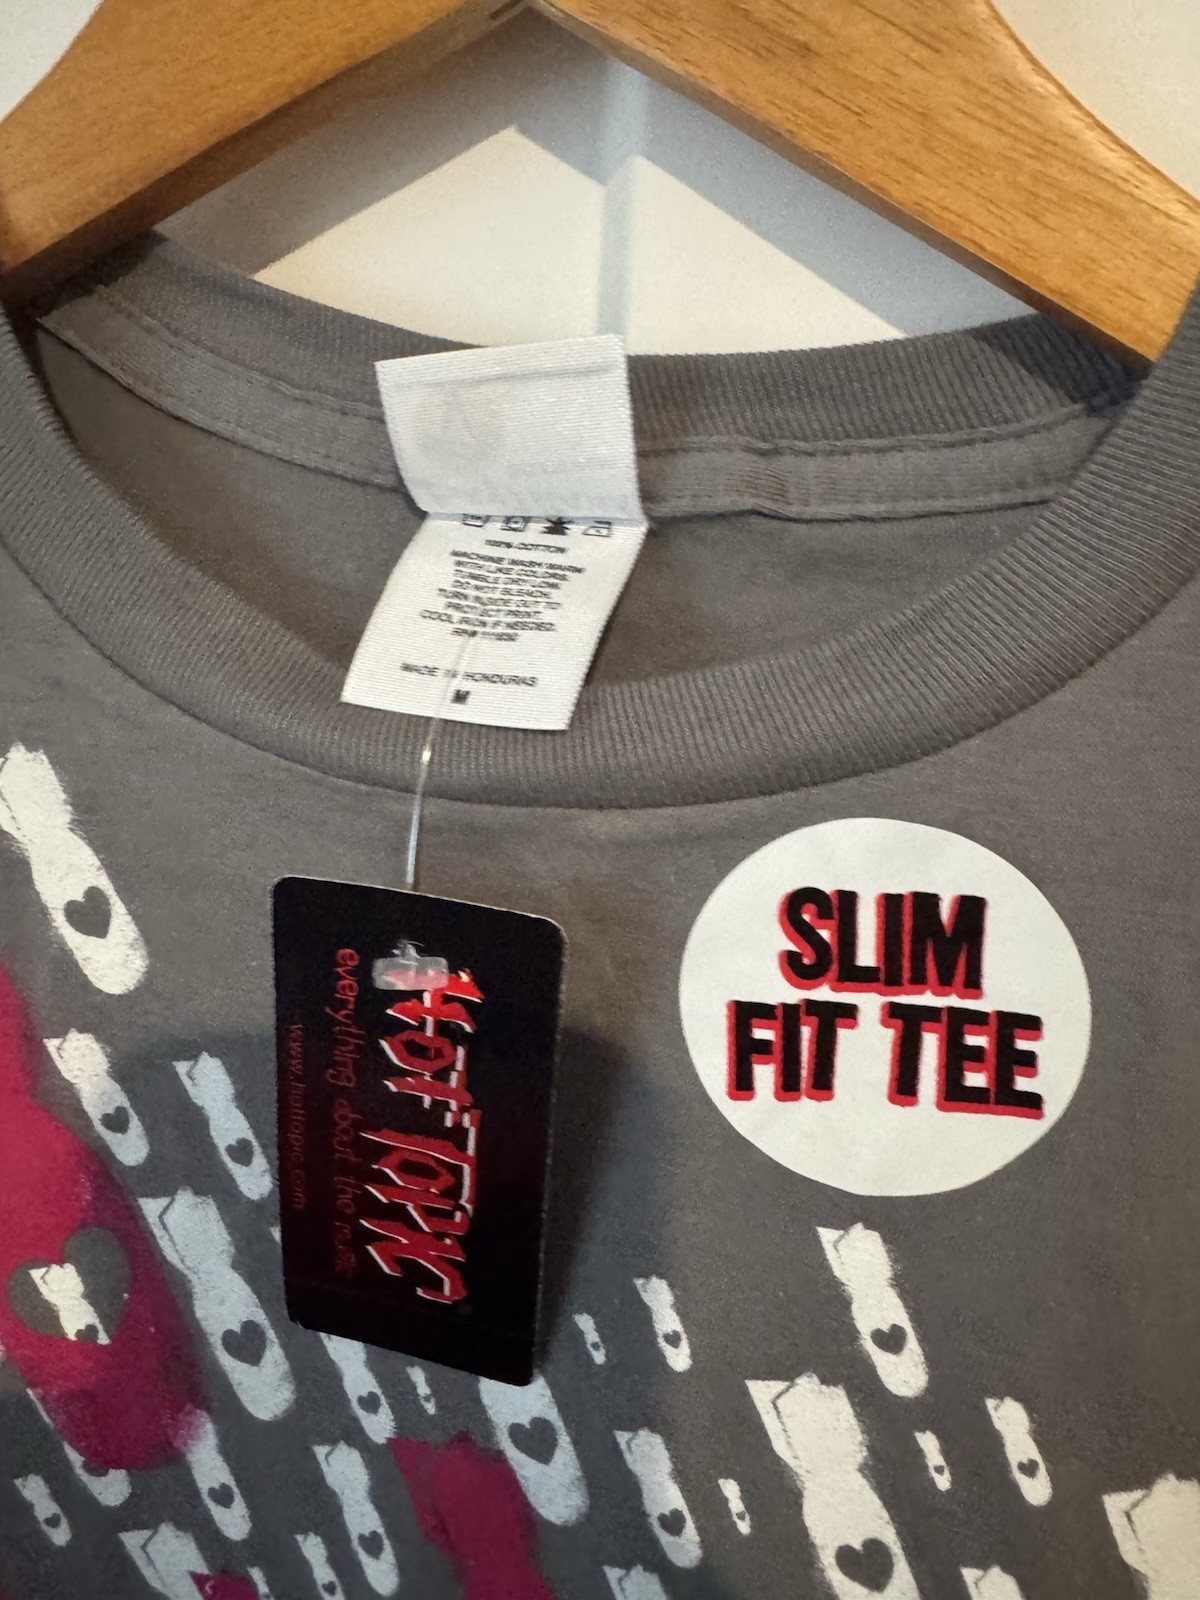 100% COTTON
MACHINE WASH WARM
WITH LIKE COLORS.
TUMBLE DRY LOW.
DO NOT BLEACH.
TURN INSIDE OUT TO
PROTECT PRINT.
COOL IRON IF NEEDED.
MADE IN HONDURAS
M
HOT TOPIC
everything about the music
www.hottopic.com
SLIM
FIT TEE